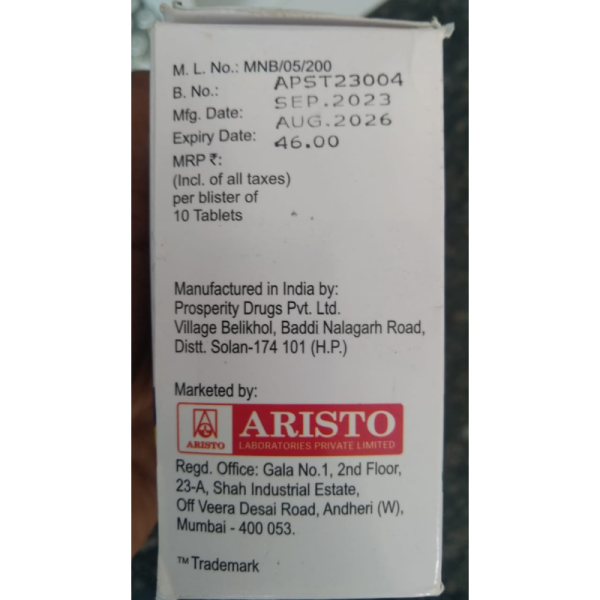 M. L. No.: MNB/05/200
B. No.: APST23004
Mfg. Date: SEP.2023
Expiry Date: AUG.2026
MRP ₹: 46.00
(Incl. of all taxes)
per blister of
10 Tablets
Manufactured in India by:
Prosperity Drugs Pvt. Ltd.
Village Belikhol, Baddi Nalagarh Road,
Distt. Solan-174 101 (H.P.)
Marketed by:
ARISTO
ARISTO
LABORATORIES PRIVATE LIMITED
Regd. Office: Gala No.1, 2nd Floor,
23-A, Shah Industrial Estate,
Off Veera Desai Road, Andheri (W),
Mumbai - 400 053.
™Trademark